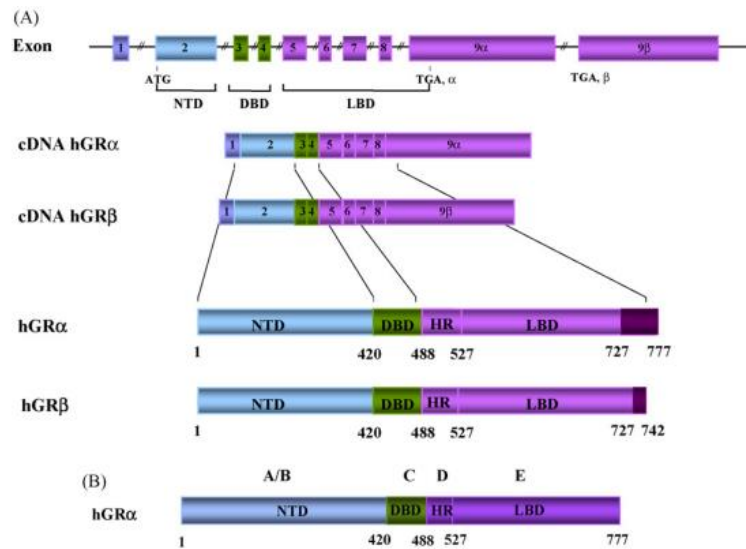 (A)
Exon 1 2 3 4 5 6 7 8 9α 9β
ATG TGA, α TGA, β
NTD DBD LBD
cDNA hGRα 1 2 3 4 5 6 7 8 9α
cDNA hGRβ 1 2 3 4 5 6 7 8 9β
hGRα NTD DBD HR LBD
1 420 488 527 727 777
hGRβ NTD DBD HR LBD
1 420 488 527 727 742
(B) A/B C D E
hGRα NTD DBD HR LBD
1 420 488 527 777